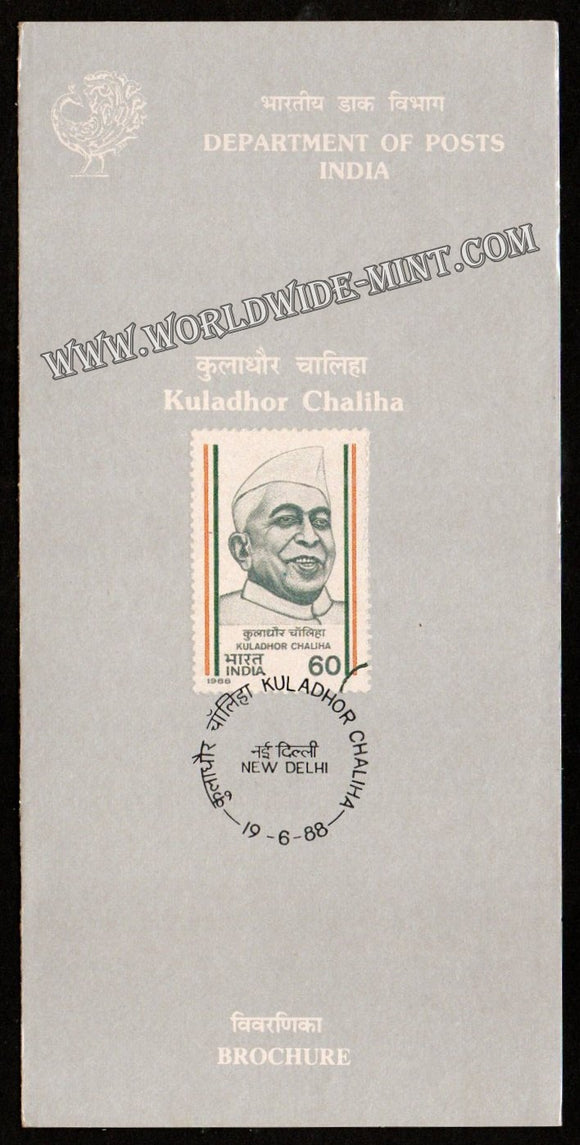 भारतीय डाक विभाग
DEPARTMENT OF POSTS
INDIA
WWW.WORLDWIDE-MINT.COM
कुलाधौर चालिहा
Kuladhor Chaliha
कुलाधौर चॉलिहा
KULADHOR CHALIHA
भारत
INDIA 60
1988
कुलाधौर चॉलिहा KULADHOR CHALIHA
नई दिल्ली
NEW DELHI
19-6-88
विवरणिका
BROCHURE